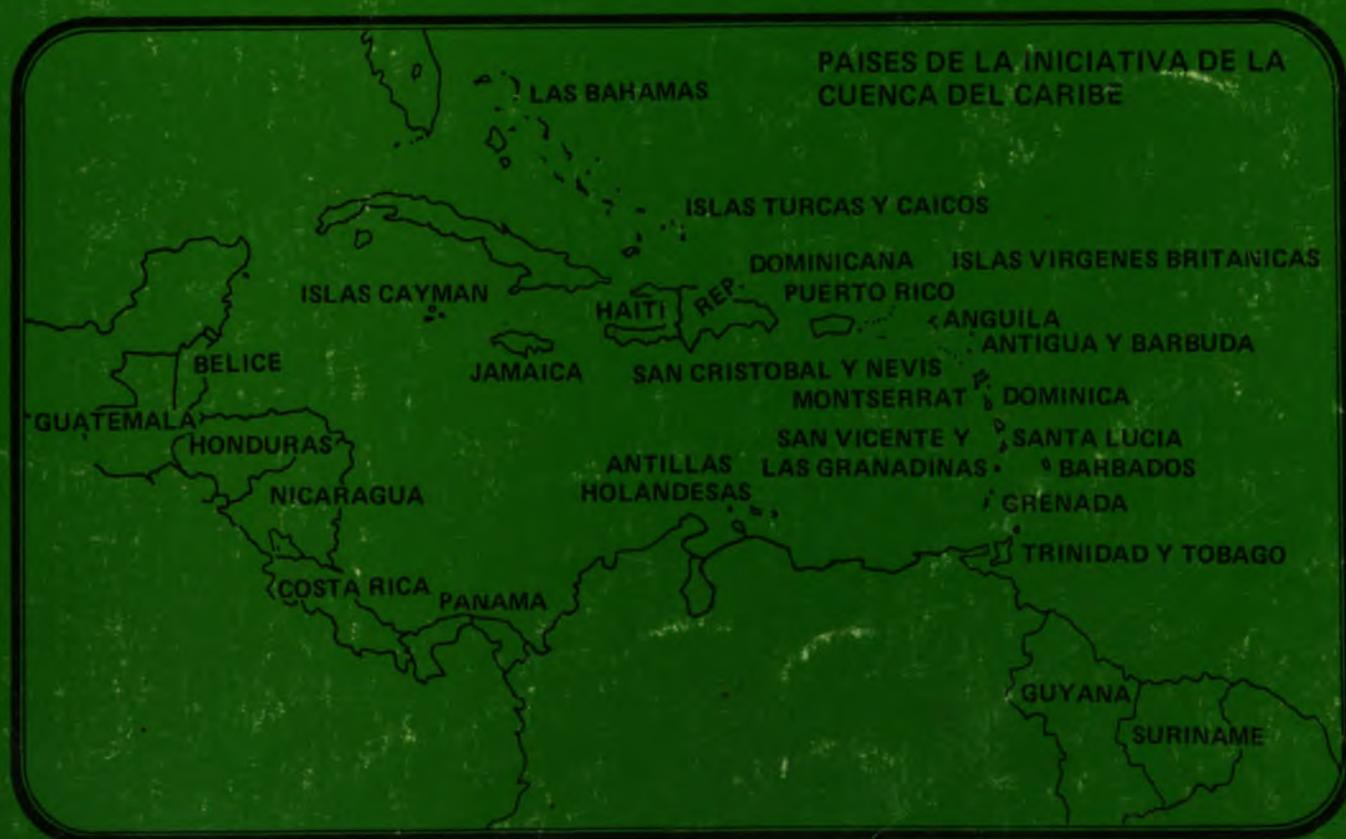 PAISES DE LA INICIATIVA DE LA
CUENCA DEL CARIBE
LAS BAHAMAS
ISLAS TURCAS Y CAICOS
REP. DOMINICANA
ISLAS VIRGENES BRITANICAS
ISLAS CAYMAN
HAITI
PUERTO RICO
ANGUILA
ANTIGUA Y BARBUDA
BELICE
JAMAICA
SAN CRISTOBAL Y NEVIS
MONTSERRAT
DOMINICA
GUATEMALA
HONDURAS
SAN VICENTE Y
LAS GRANADINAS
SANTA LUCIA
BARBADOS
ANTILLAS
HOLANDESAS
NICARAGUA
GRENADA
TRINIDAD Y TOBAGO
COSTA RICA
PANAMA
GUYANA
SURINAME